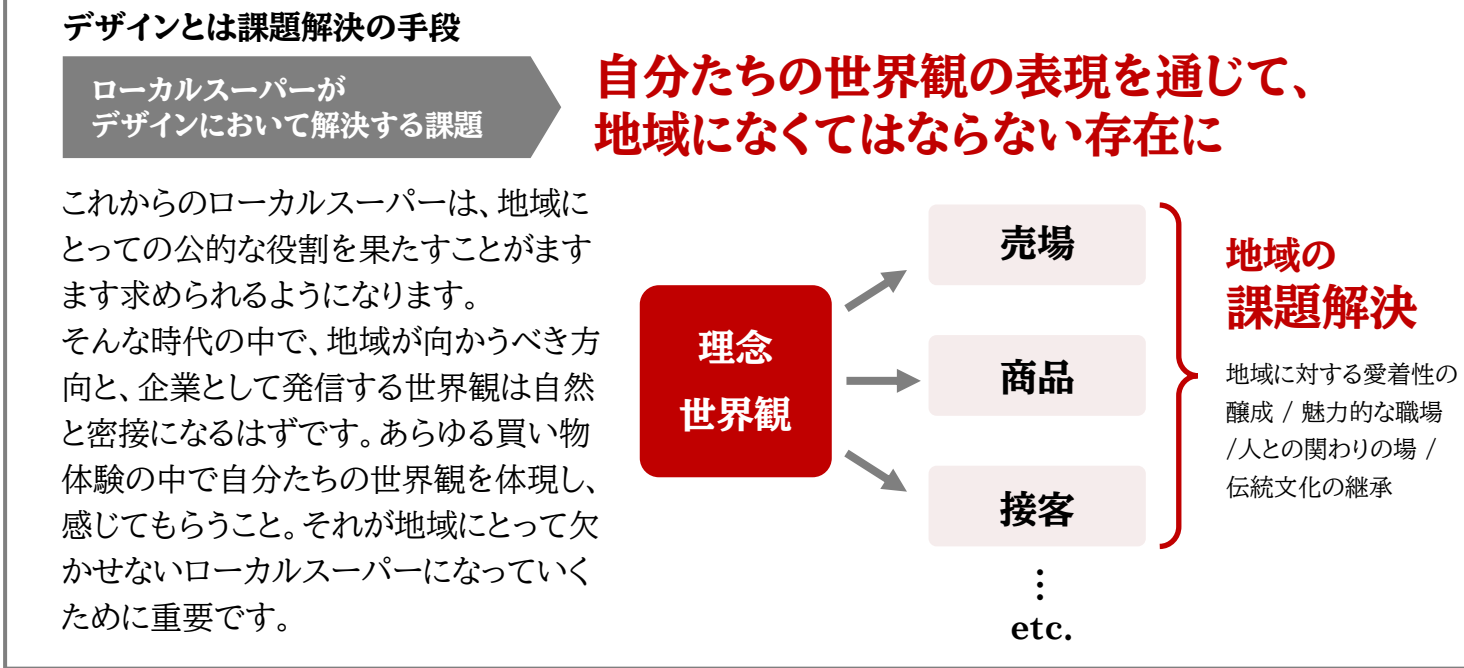 デザインとは課題解決の手段
ローカルスーパーが
デザインにおいて解決する課題
自分たちの世界観の表現を通じて、
地域になくてはならない存在に
これからのローカルスーパーは、地域に
とっての公的な役割を果たすことがます
ます求められるようになります。
そんな時代の中で、地域が向かうべき方
向と、企業として発信する世界観は自然
と密接になるはずです。あらゆる買い物
体験の中で自分たちの世界観を体現し、
感じてもらうこと。それが地域にとって欠
かせないローカルスーパーになっていく
ために重要です。
理念
世界観
売場
商品
接客
⋮
etc.
地域の
課題解決
地域に対する愛着性の
醸成 / 魅力的な職場
/人との関わりの場 /
伝統文化の継承